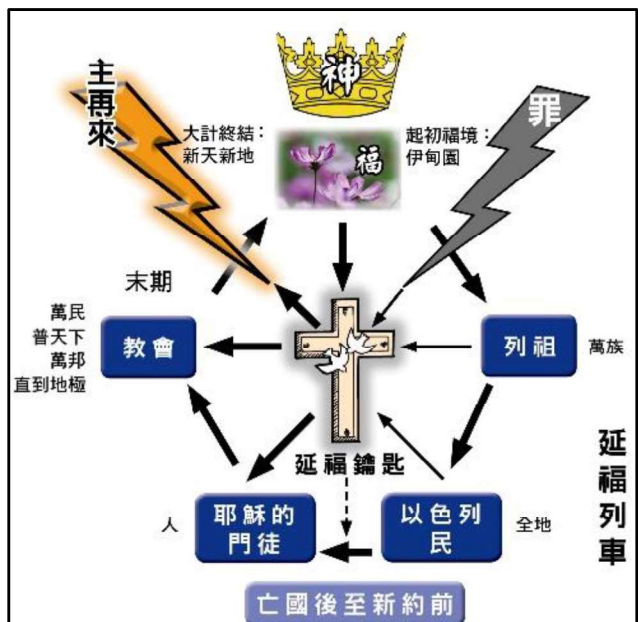 神
主再來
罪
大計終結：
新天新地
福
起初福境：
伊甸園
末期
萬民
普天下
萬邦
直到地極
教會
列祖
萬族
延福鑰匙
延福列車
人
耶穌的
門徒
以色列
民
全地
亡國後至新約前